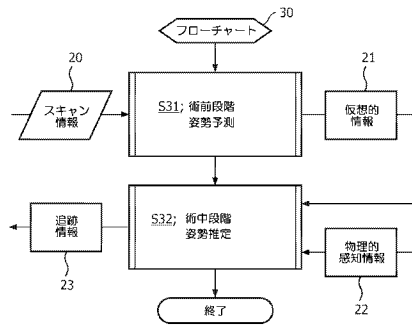 30
フローチャート
20
21
スキャン
情報
S31; 術前段階
姿勢予測
仮想的
情報
追跡
情報
S32; 術中段階
姿勢推定
物理的
感知情報
23
22
終了